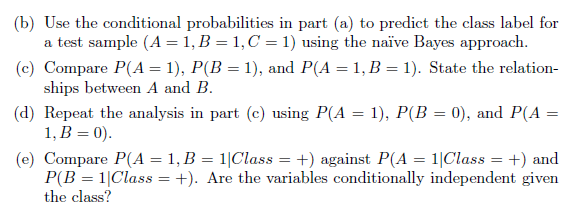 (b) Use the conditional probabilities in part (a) to predict the class label for
a test sample (A = 1, B = 1, C = 1) using the naïve Bayes approach.
(c) Compare P(A = 1), P(B = 1), and P(A = 1, B = 1). State the relation-
ships between A and B.
(d) Repeat the analysis in part (c) using P(A = 1), P(B = 0), and P(A =
1, B = 0).
(e) Compare P(A = 1, B = 1|Class = +) against P(A = 1|Class = +) and
P(B = 1|Class = +). Are the variables conditionally independent given
the class?